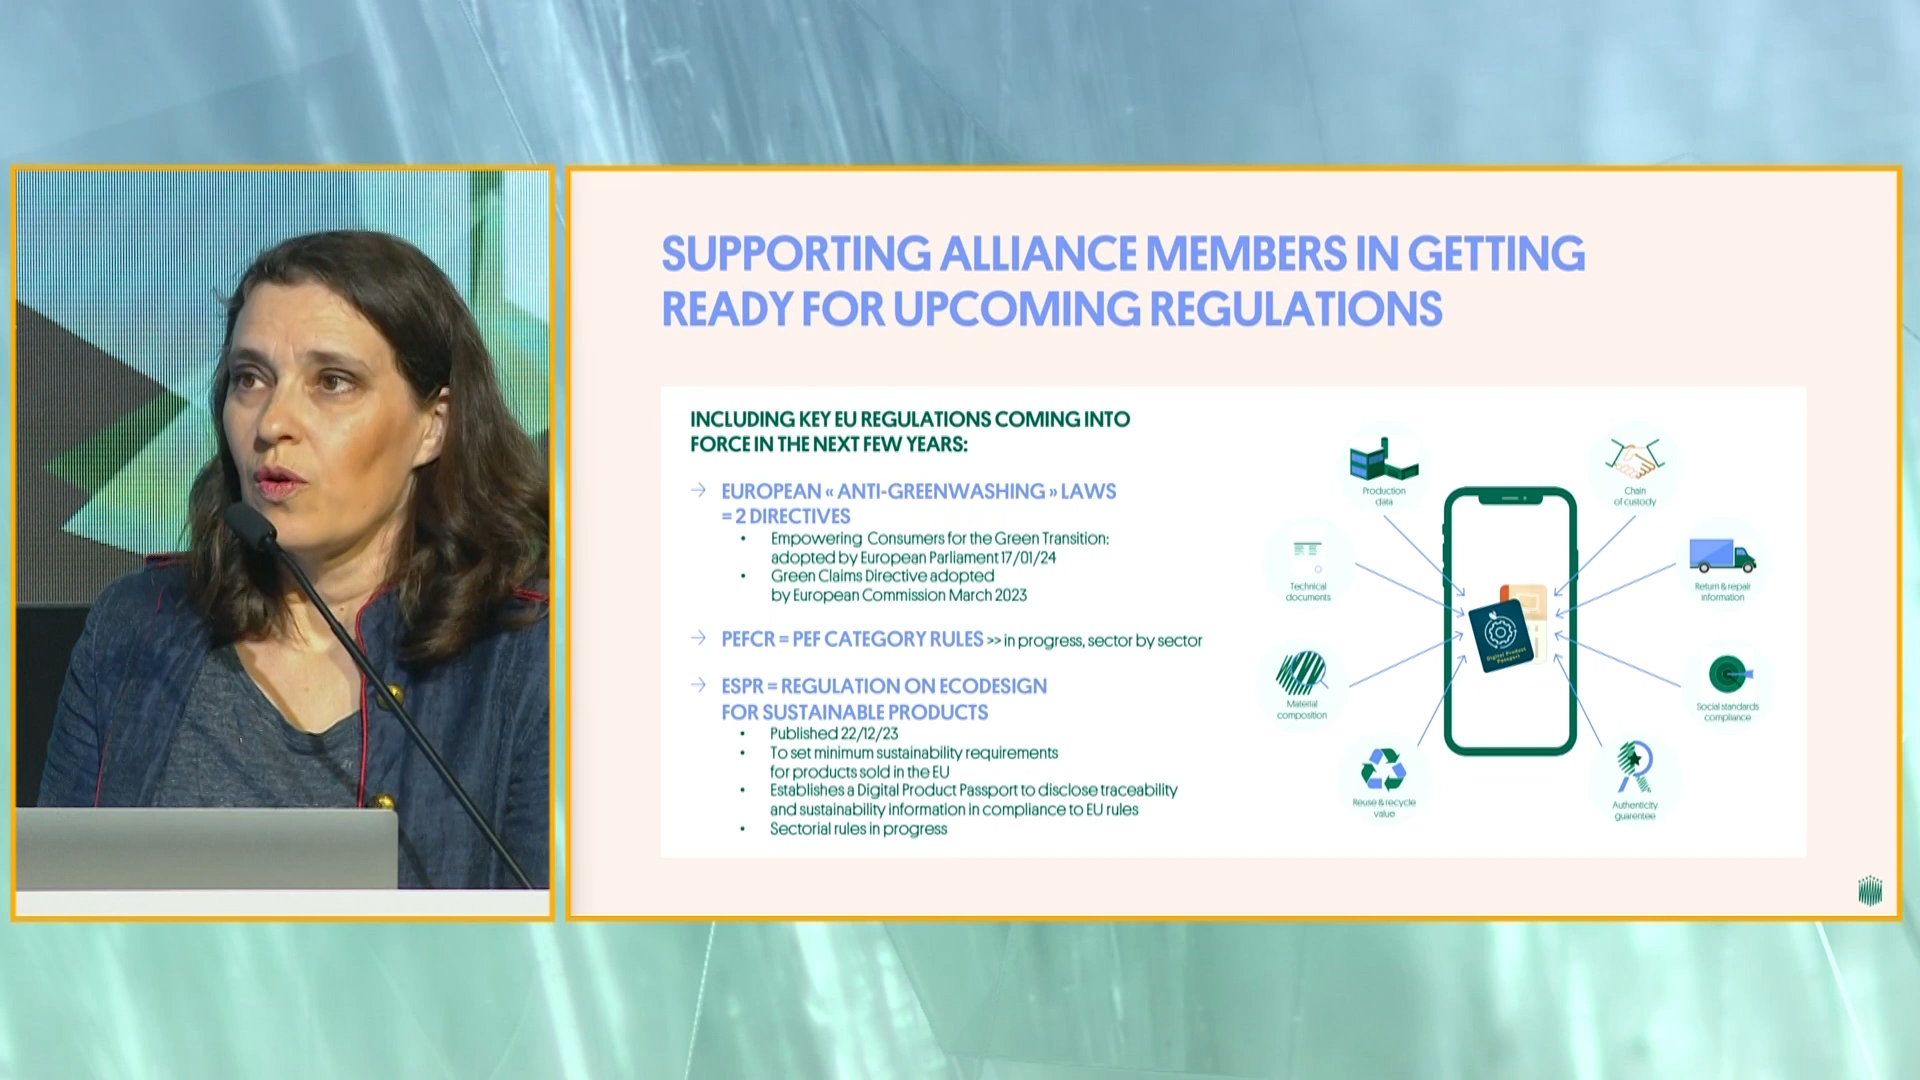 SUPPORTING ALLIANCE MEMBERS IN GETTING
READY FOR UPCOMING REGULATIONS
INCLUDING KEY EU REGULATIONS COMING INTO
FORCE IN THE NEXT FEW YEARS:
→ EUROPEAN « ANTI-GREENWASHING » LAWS
= 2 DIRECTIVES
• Empowering Consumers for the Green Transition:
adopted by European Parliament 17/01/24
• Green Claims Directive adopted
by European Commission March 2023
→ PEFCR = PEF CATEGORY RULES >> in progress, sector by sector
→ ESPR = REGULATION ON ECODESIGN
FOR SUSTAINABLE PRODUCTS
• Published 22/12/23
• To set minimum sustainability requirements
for products sold in the EU
• Establishes a Digital Product Passport to disclose traceability
and sustainability information in compliance to EU rules
• Sectorial rules in progress
Production
data
Technical
documents
Material
composition
Reuse & recycle
value
Digital Product
Passport
Chain
of custody
Return & repair
information
Social standards
compliance
Authenticity
guarentee